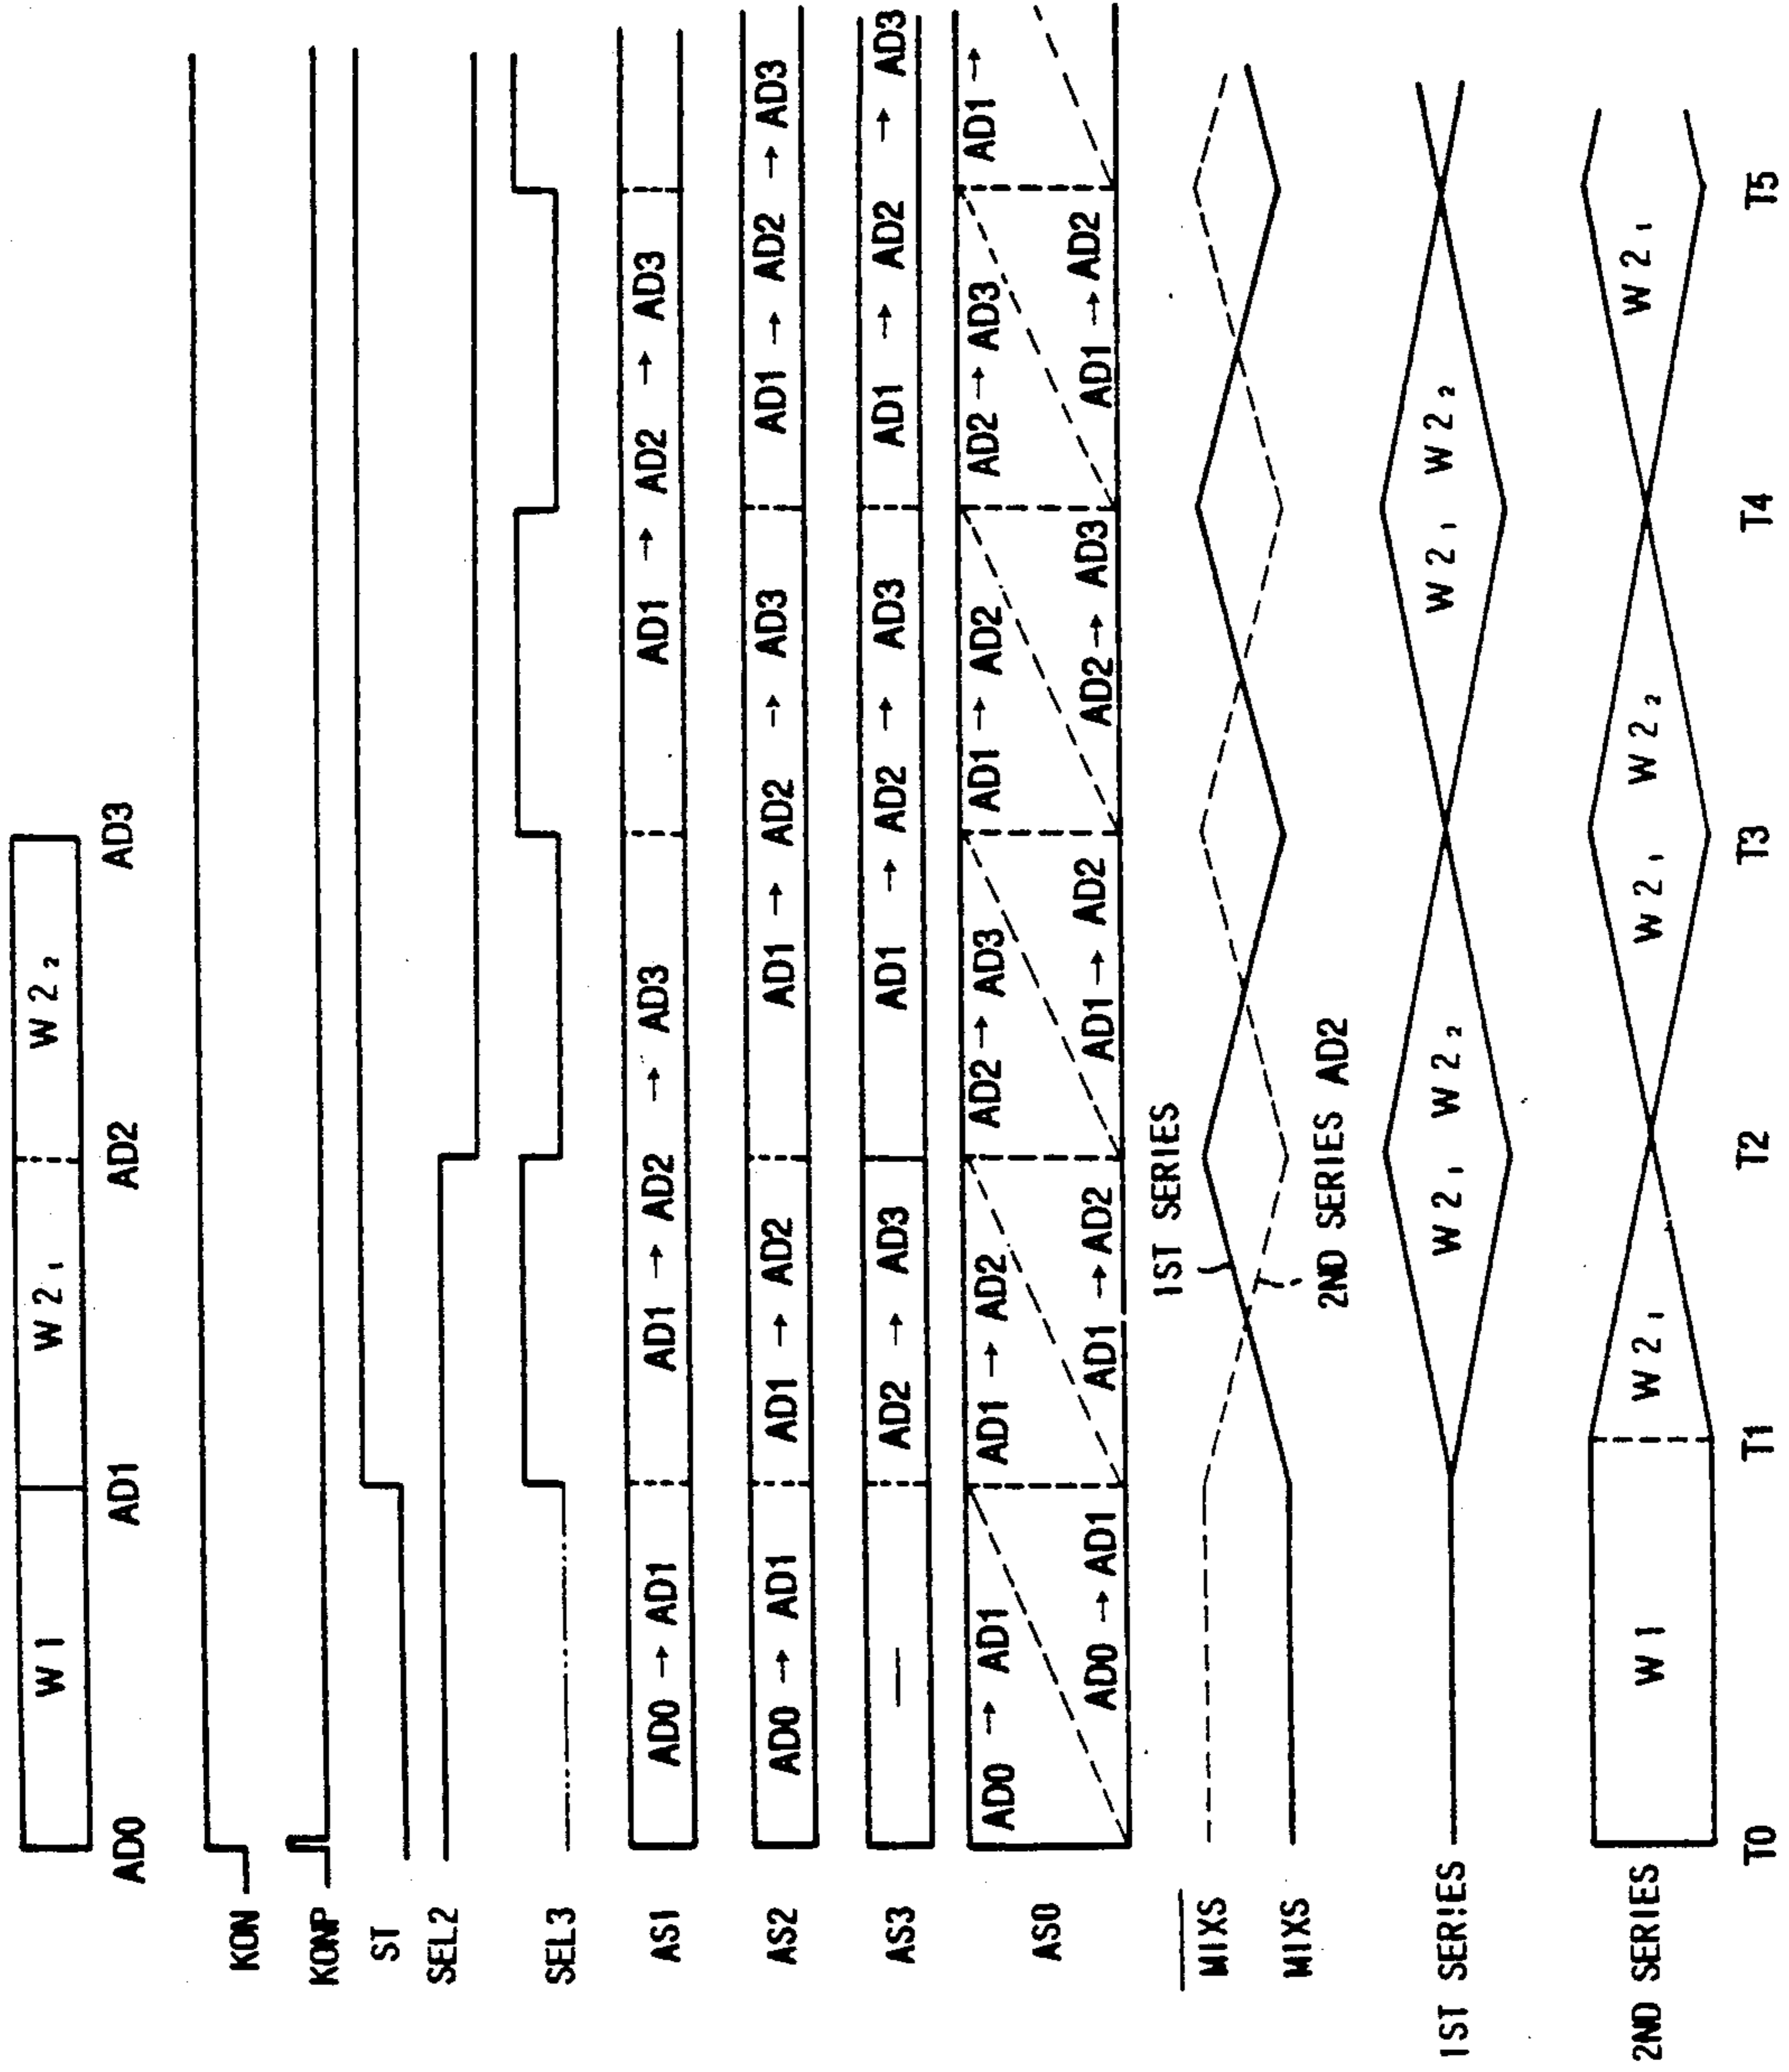 W 1 W 2 1 W 2 2
AD0 AD1 AD2 AD3
KON
KONP
ST
SEL2
SEL3
AS1 AD0 → AD1 AD1 → AD2 → AD3 AD1 → AD2 → AD3
AS2 AD0 → AD1 AD1 → AD2 AD1 → AD2 → AD3 AD1 → AD2 → AD3
AS3 — AD2 → AD3 AD1 → AD2 → AD3 AD1 → AD2 → AD3
AD0 → AD1 AD1 → AD2 AD2 → AD3 AD1 → AD2 AD2 → AD3 AD1 →
AS0
AD0 → AD1 AD1 → AD2 AD1 → AD2 AD2 → AD3 AD1 → AD2
1ST SERIES
MIXS
MIXS
2ND SERIES AD2
1ST SERIES W 2 1 W 2 2 W 2 1 W 2 2
2ND SERIES W 1 W 2 1 W 2 1 W 2 2 W 2 1
T0 T1 T2 T3 T4 T5